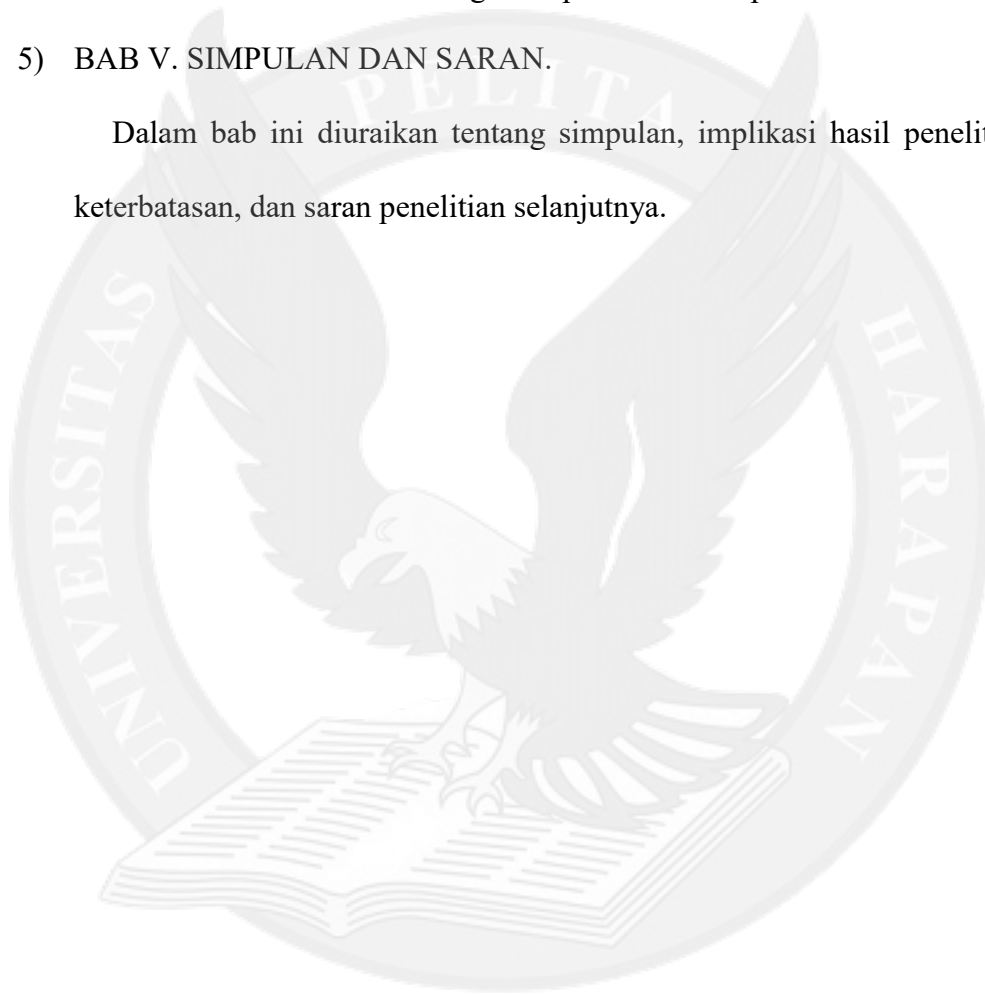 5) BAB V. SIMPULAN DAN SARAN.
Dalam bab ini diuraikan tentang simpulan, implikasi hasil penelit
keterbatasan, dan saran penelitian selanjutnya.
UNIVERSITAS PELITA HARAPAN